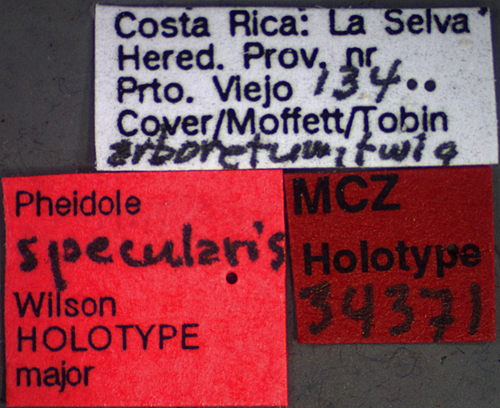 Costa Rica: La Selva
Hered. Prov. nr
Prto. Viejo 134..
Cover/Moffett/Tobin
arboretum, twig
Pheidole
specularis
Wilson
HOLOTYPE
major
MCZ
Holotype
34371